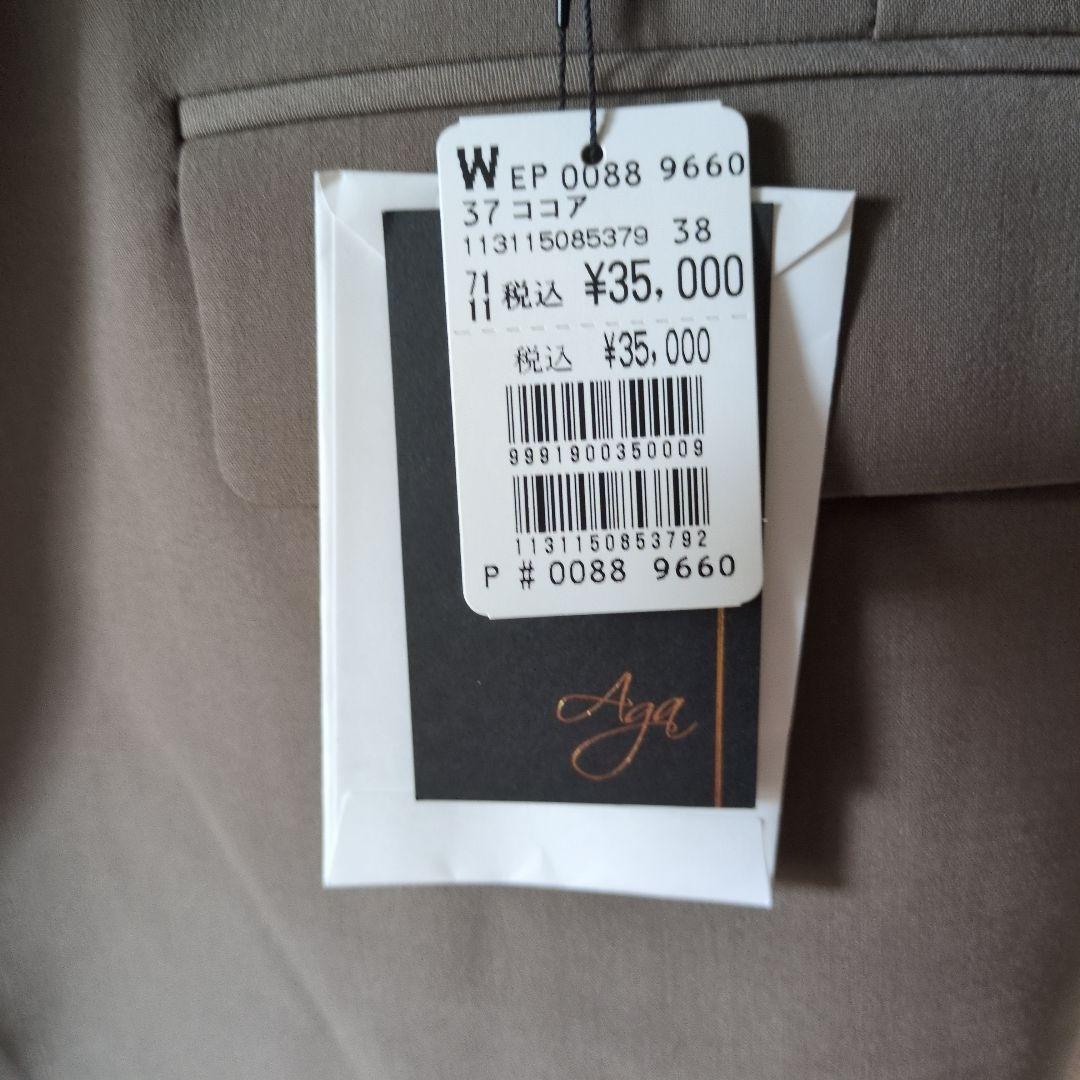 W EP 0088 9660
37 ココア
113115085379 38
71
11 税込 ¥35,000
税込 ¥35,000
9991900350009
1131150853792
P # 0088 9660
Aga